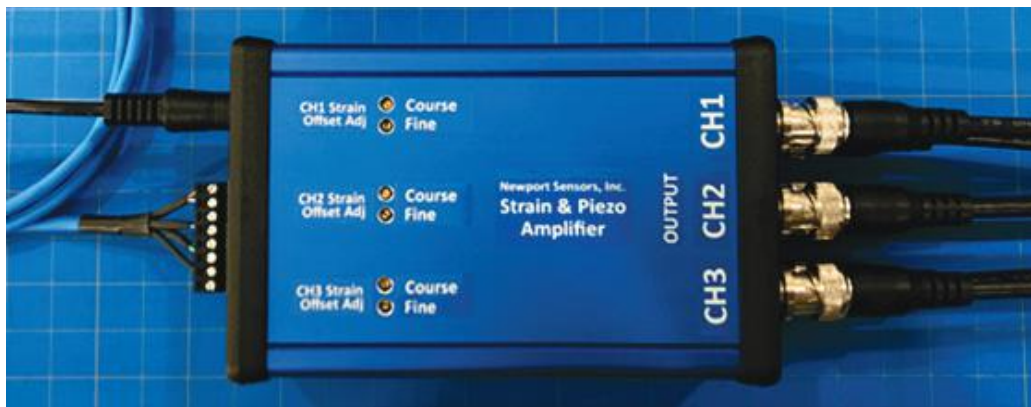 CH1 Strain Offset Adj
Course
Fine
CH2 Strain Offset Adj
Course
Fine
CH3 Strain Offset Adj
Course
Fine
Newport Sensors, Inc.
Strain & Piezo
Amplifier
OUTPUT
CH1
CH2
CH3